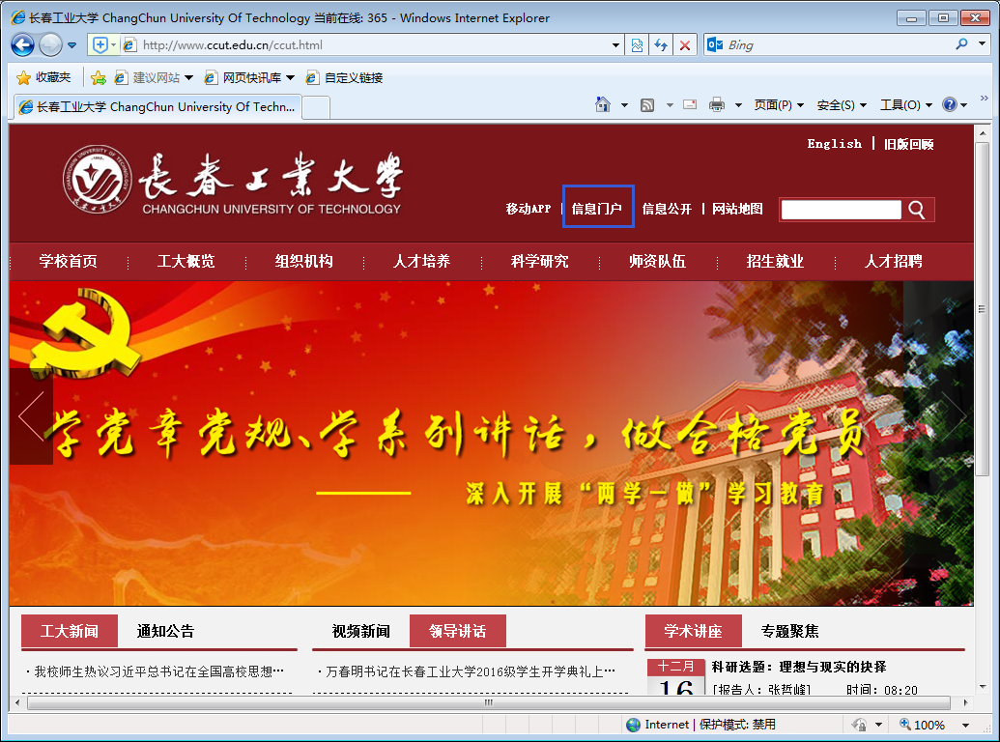 长春工业大学 ChangChun University Of Technology 当前在线: 365 - Windows Internet Explorer
http://www.ccut.edu.cn/ccut.html
Bing
收藏夹 建议网站 网页快讯库 自定义链接
长春工业大学 ChangChun University Of Techn...
页面(P) 安全(S) 工具(O)
English | 旧版回顾
长春工业大学
CHANGCHUN UNIVERSITY OF TECHNOLOGY
移动APP | 信息门户 信息公开 | 网站地图
学校首页 工大概览 组织机构 人才培养 科学研究 师资队伍 招生就业 人才招聘
学党章党规、学系列讲话，做合格党员
—— 深入开展“两学一做”学习教育
工大新闻 通知公告 视频新闻 领导讲话 学术讲座 专题聚焦
· 我校师生热议习近平总书记在全国高校思想…
· 万春明书记在长春工业大学2016级学生开学典礼上…
十二月
16
科研选题：理想与现实的抉择
[报告人：张哲峰] 时间：08:20
Internet | 保护模式: 禁用
100%